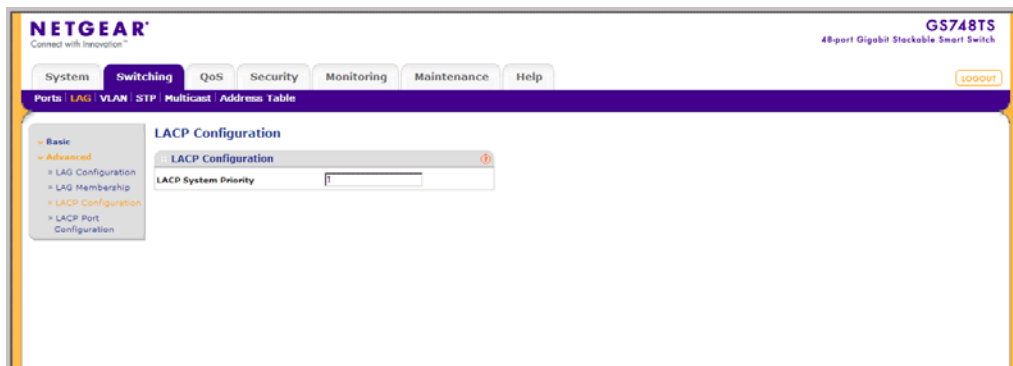 NETGEAR®
Connect with Innovation™
GS748TS
48-port Gigabit Stackable Smart Switch
System Switching QoS Security Monitoring Maintenance Help
LOGOUT
Ports LAG VLAN STP Multicast Address Table
Basic
Advanced
» LAG Configuration
» LAG Membership
» LACP Configuration
» LACP Port
Configuration
LACP Configuration
LACP Configuration ?
LACP System Priority 1